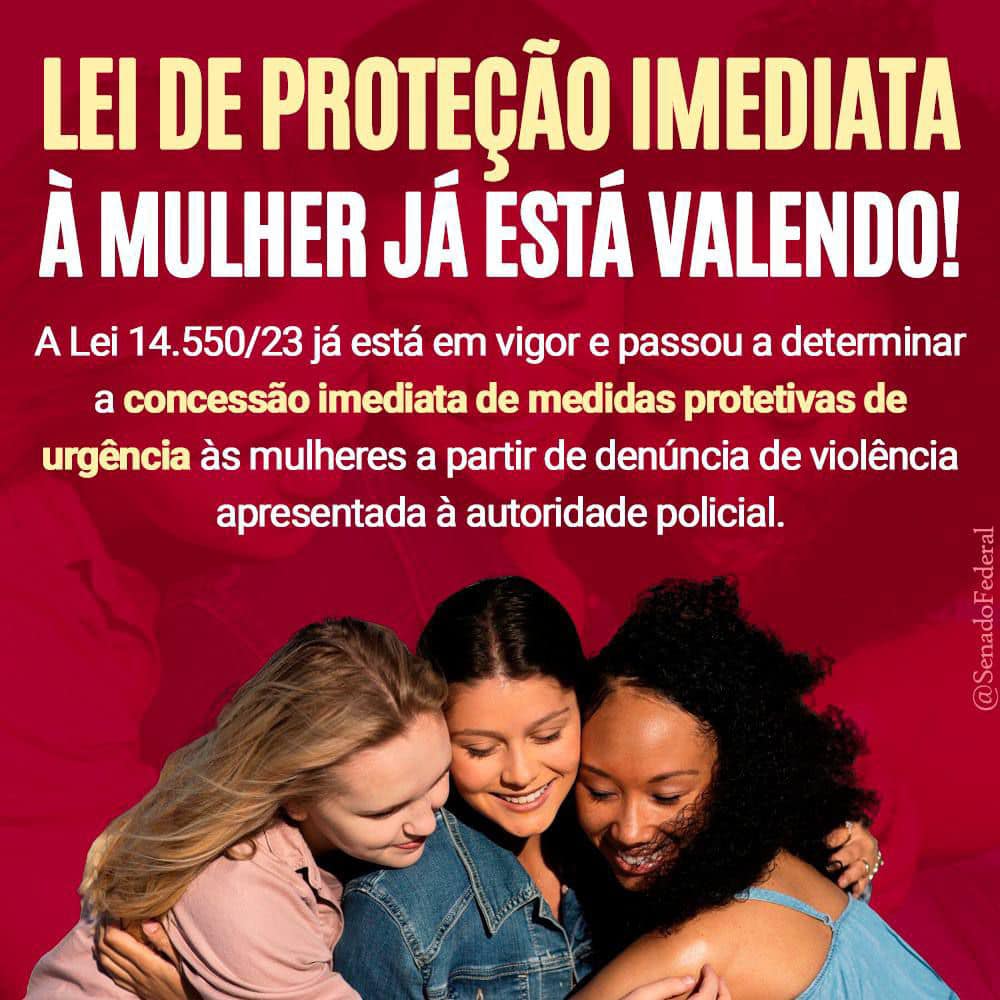 LEI DE PROTEÇÃO IMEDIATA
À MULHER JÁ ESTÁ VALENDO!
A Lei 14.550/23 já está em vigor e passou a determinar
a concessão imediata de medidas protetivas de
urgência às mulheres a partir de denúncia de violência
apresentada à autoridade policial.
@SenadoFederal